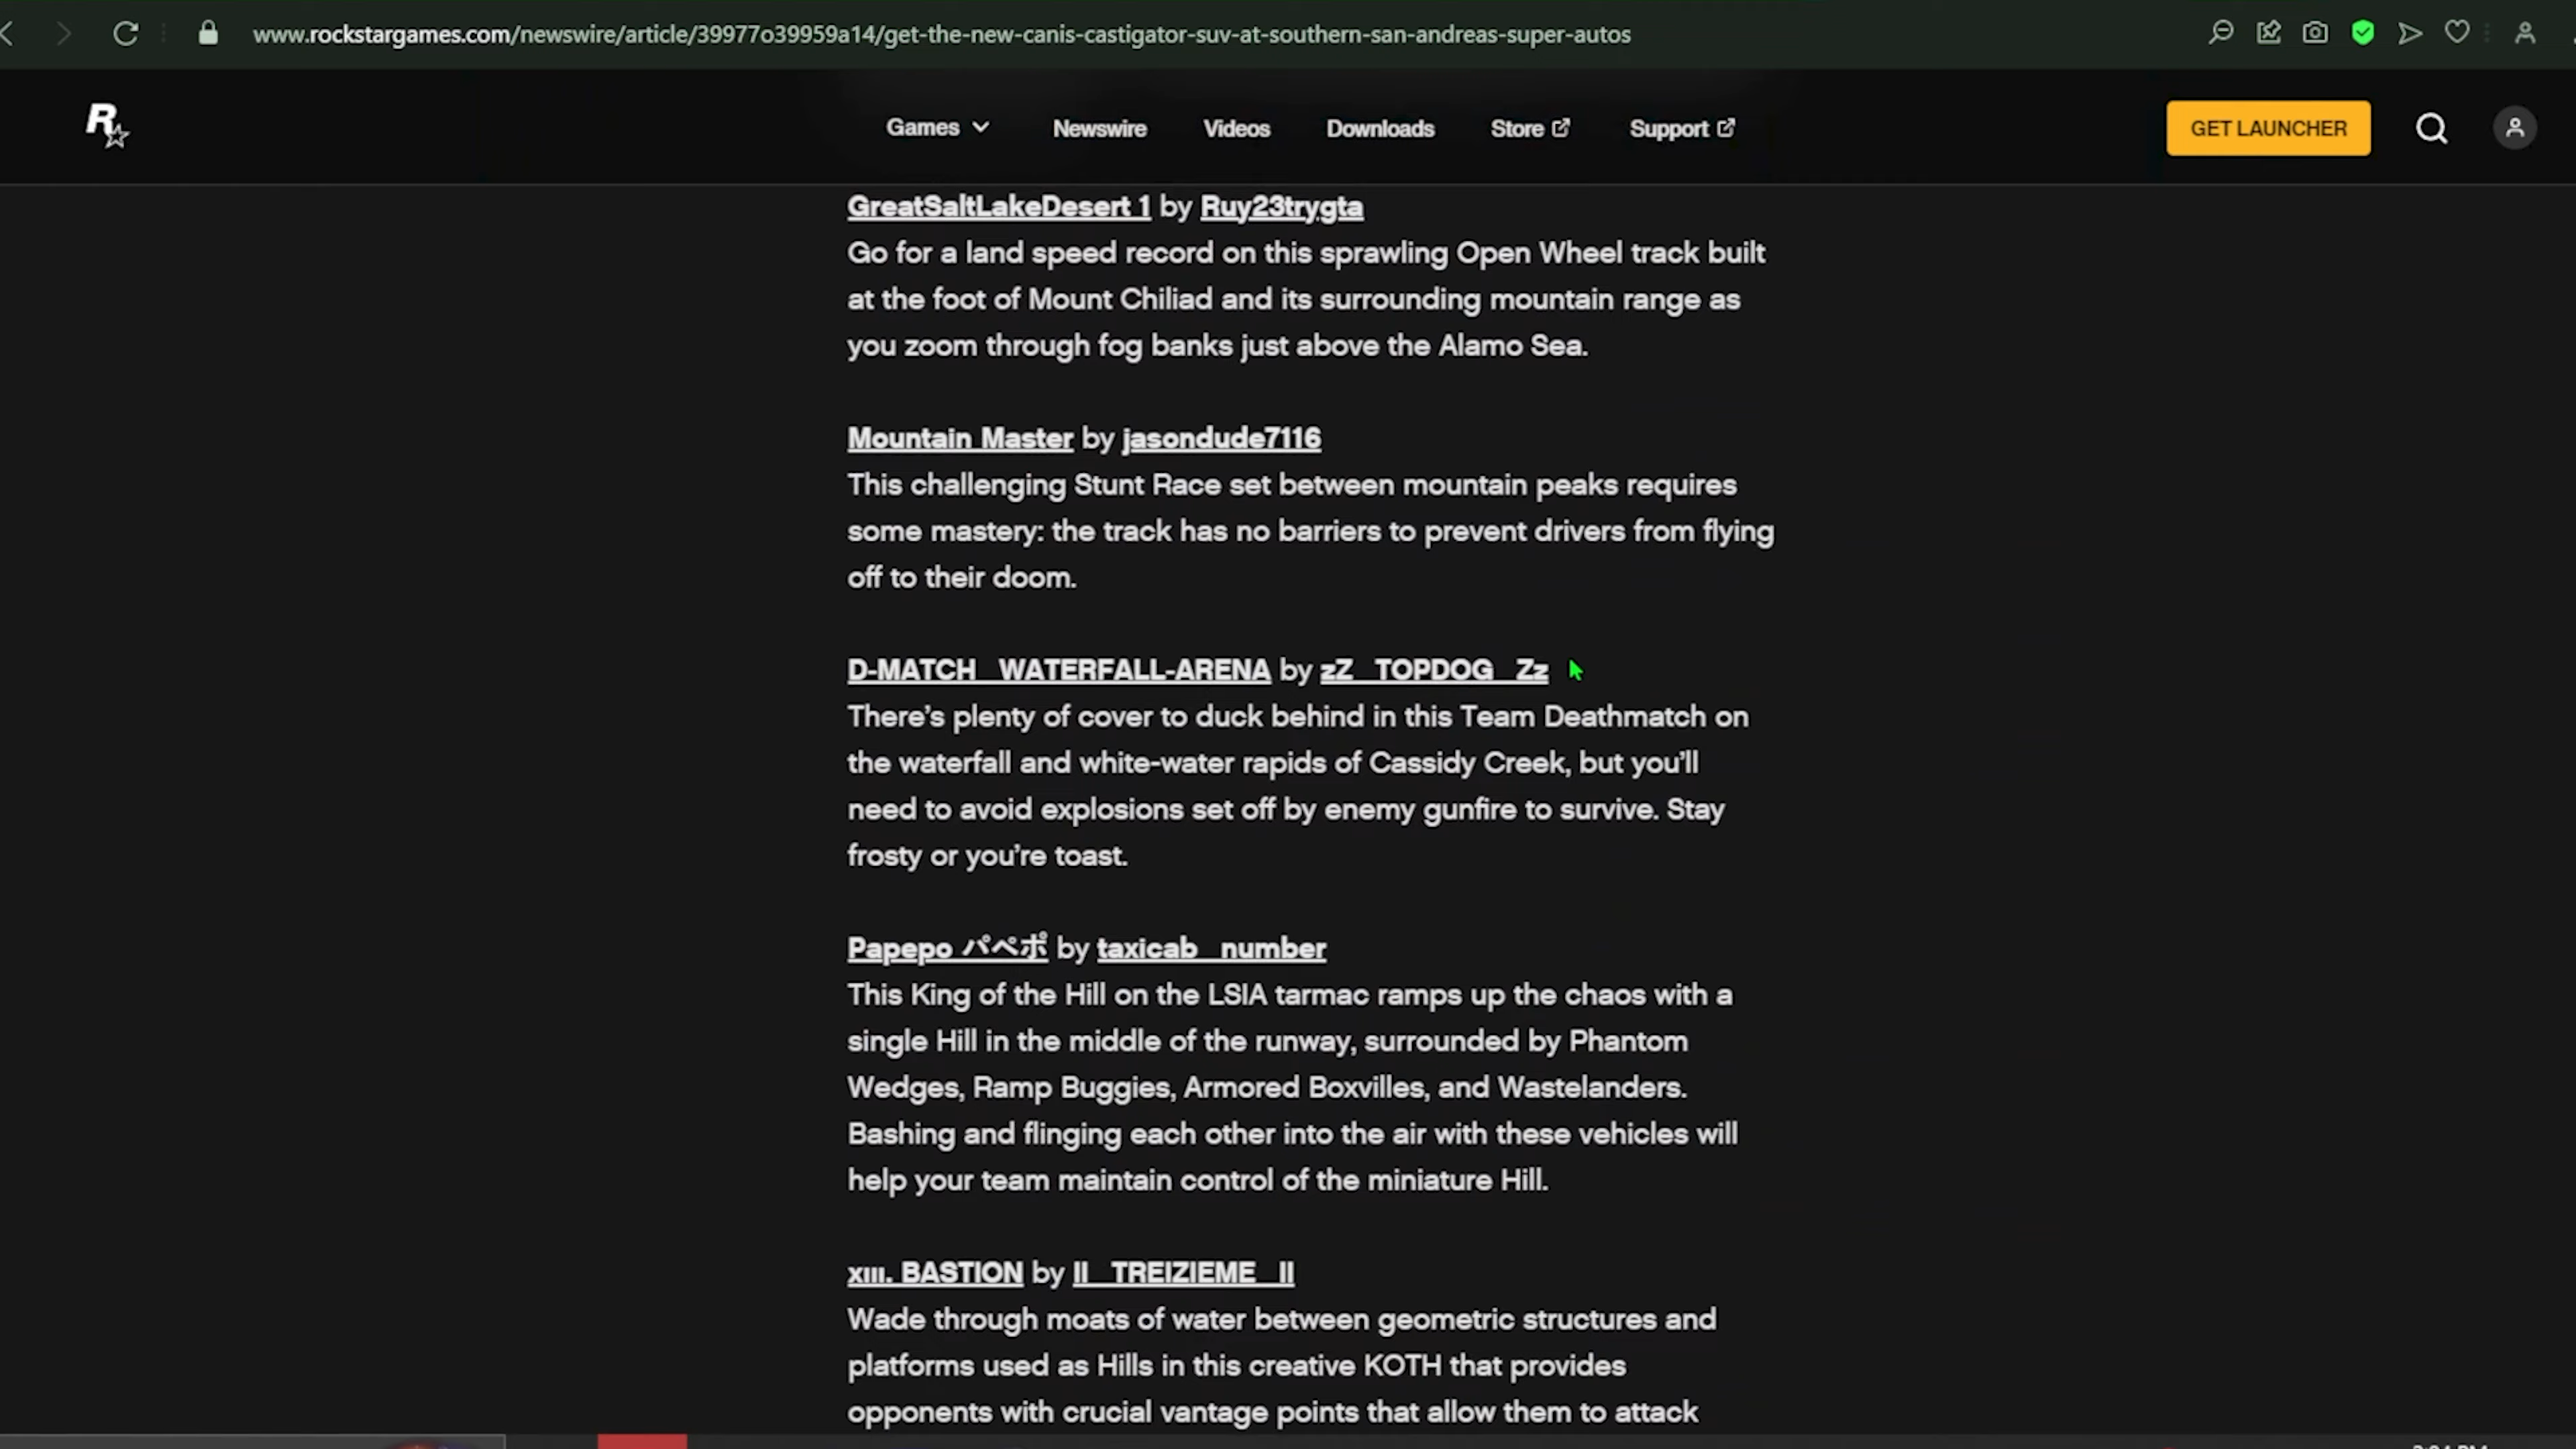 www.rockstargames.com/newswire/article/39977o39959a14/get-the-new-canis-castigator-suv-at-southern-san-andreas-super-autos
R
Games Newswire Videos Downloads Store Support GET LAUNCHER
GreatSaltLakeDesert 1 by Ruy23trygta
Go for a land speed record on this sprawling Open Wheel track built
at the foot of Mount Chiliad and its surrounding mountain range as
you zoom through fog banks just above the Alamo Sea.
Mountain Master by jasondude7116
This challenging Stunt Race set between mountain peaks requires
some mastery: the track has no barriers to prevent drivers from flying
off to their doom.
D-MATCH_WATERFALL-ARENA by zZ_TOPDOG_Zz
There’s plenty of cover to duck behind in this Team Deathmatch on
the waterfall and white-water rapids of Cassidy Creek, but you’ll
need to avoid explosions set off by enemy gunfire to survive. Stay
frosty or you’re toast.
Papepo パペポ by taxicab_number
This King of the Hill on the LSIA tarmac ramps up the chaos with a
single Hill in the middle of the runway, surrounded by Phantom
Wedges, Ramp Buggies, Armored Boxvilles, and Wastelanders.
Bashing and flinging each other into the air with these vehicles will
help your team maintain control of the miniature Hill.
xııı. BASTION by II_TREIZIEME_II
Wade through moats of water between geometric structures and
platforms used as Hills in this creative KOTH that provides
opponents with crucial vantage points that allow them to attack